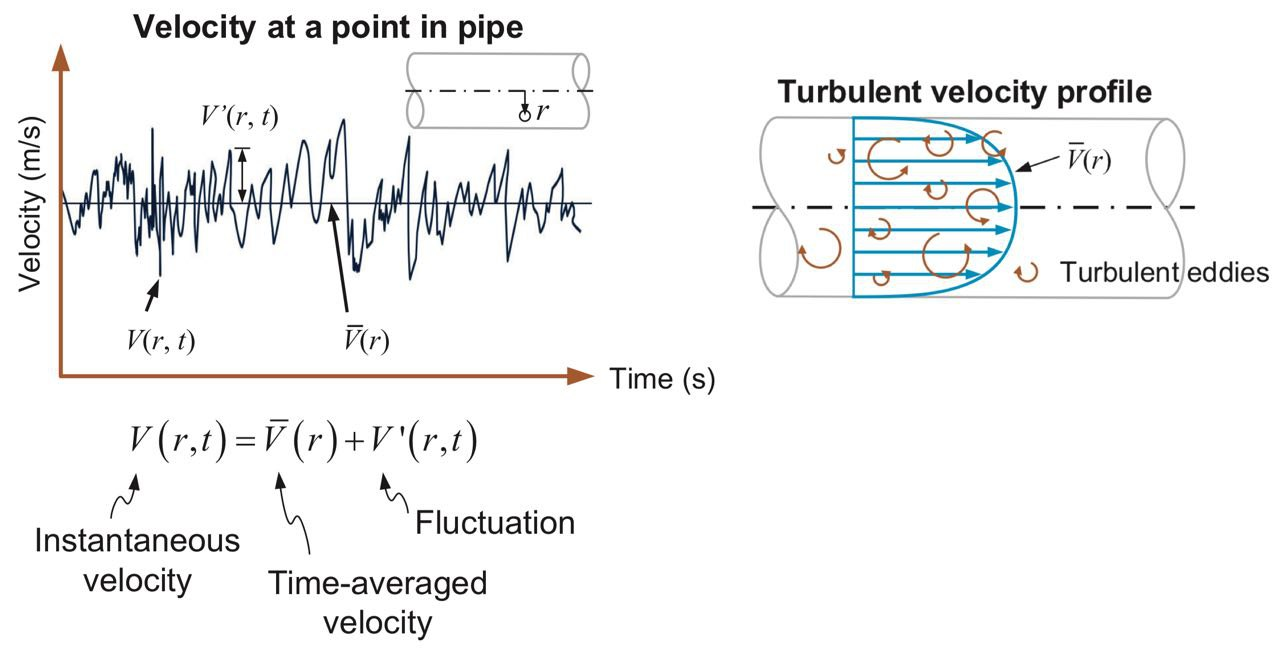 Velocity at a point in pipe
V'(r, t)
r
Velocity (m/s)
V(r, t)
V̅(r)
Time (s)
V(r,t) = V̅(r) + V'(r,t)
Instantaneous
velocity
Time-averaged
velocity
Fluctuation
Turbulent velocity profile
V̅(r)
Turbulent eddies